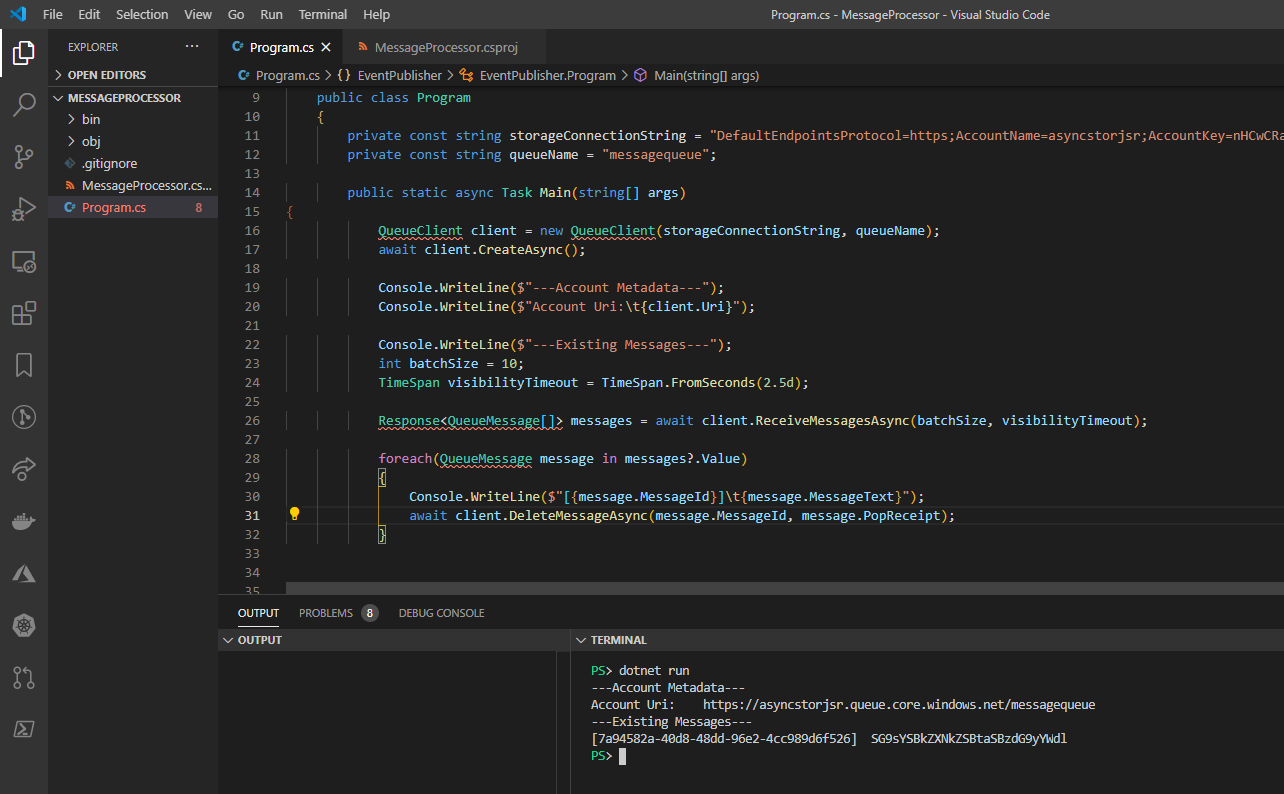 File Edit Selection View Go Run Terminal Help
Program.cs - MessageProcessor - Visual Studio Code
EXPLORER ···
OPEN EDITORS
MESSAGEPROCESSOR
bin
obj
.gitignore
MessageProcessor.cs...
Program.cs 8
Program.cs MessageProcessor.csproj
Program.cs > {} EventPublisher > EventPublisher.Program > Main(string[] args)
9 public class Program
10 {
11 private const string storageConnectionString = "DefaultEndpointsProtocol=https;AccountName=asyncstorjsr;AccountKey=nHCwCRa
12 private const string queueName = "messagequeue";
13
14 public static async Task Main(string[] args)
15 {
16 QueueClient client = new QueueClient(storageConnectionString, queueName);
17 await client.CreateAsync();
18
19 Console.WriteLine($"---Account Metadata---");
20 Console.WriteLine($"Account Uri:\t{client.Uri}");
21
22 Console.WriteLine($"---Existing Messages---");
23 int batchSize = 10;
24 TimeSpan visibilityTimeout = TimeSpan.FromSeconds(2.5d);
25
26 Response<QueueMessage[]> messages = await client.ReceiveMessagesAsync(batchSize, visibilityTimeout);
27
28 foreach(QueueMessage message in messages?.Value)
29 {
30 Console.WriteLine($"[{message.MessageId}]\t{message.MessageText}");
31 await client.DeleteMessageAsync(message.MessageId, message.PopReceipt);
32 }
33
34
35
OUTPUT PROBLEMS 8 DEBUG CONSOLE
OUTPUT
TERMINAL
PS> dotnet run
---Account Metadata---
Account Uri: https://asyncstorjsr.queue.core.windows.net/messagequeue
---Existing Messages---
[7a94582a-40d8-48dd-96e2-4cc989d6f526] SG9sYSBkZXNkZSBtaSBzdG9yYWdl
PS>